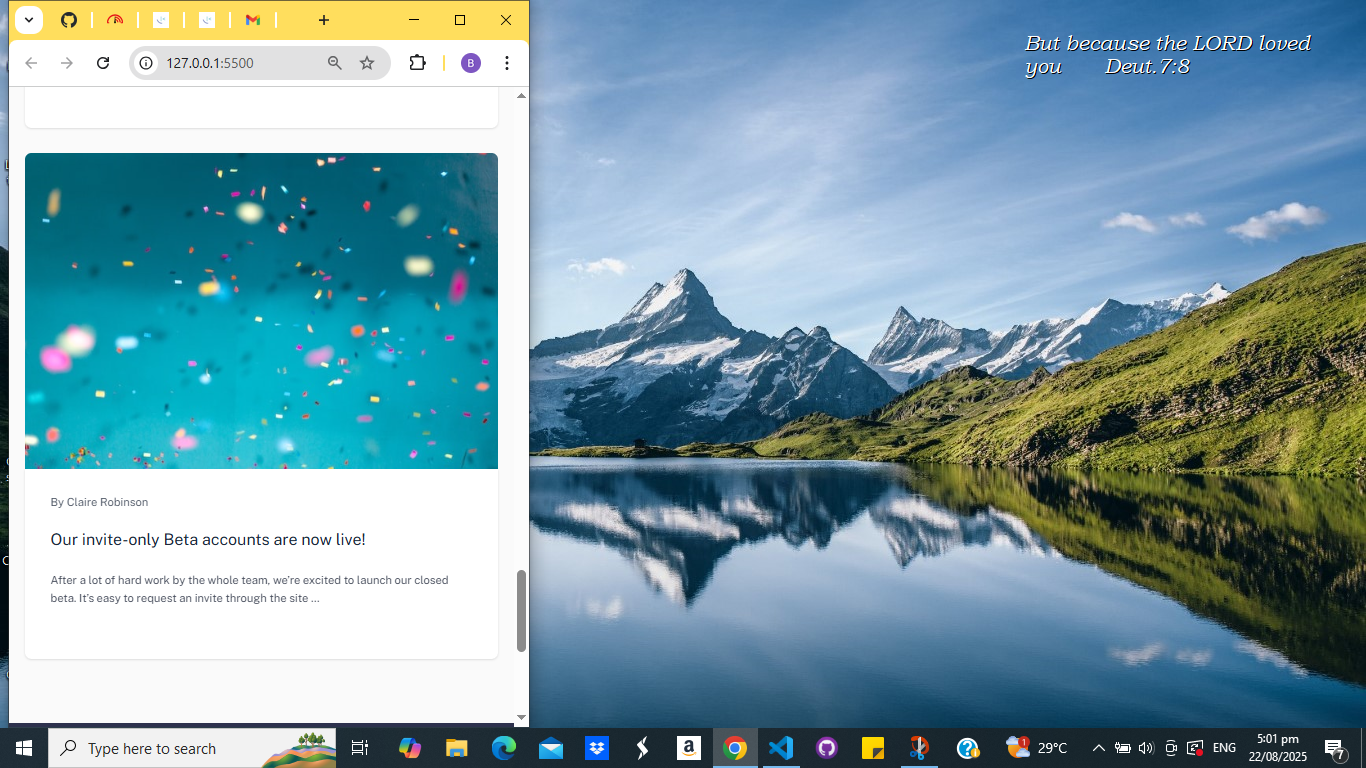 127.0.0.1:5500
B
But because the LORD loved
you Deut.7:8
By Claire Robinson
Our invite-only Beta accounts are now live!
After a lot of hard work by the whole team, we're excited to launch our closed
beta. It's easy to request an invite through the site ...
Type here to search
a
1
29°C
ENG
5:01 pm
22/08/2025
7